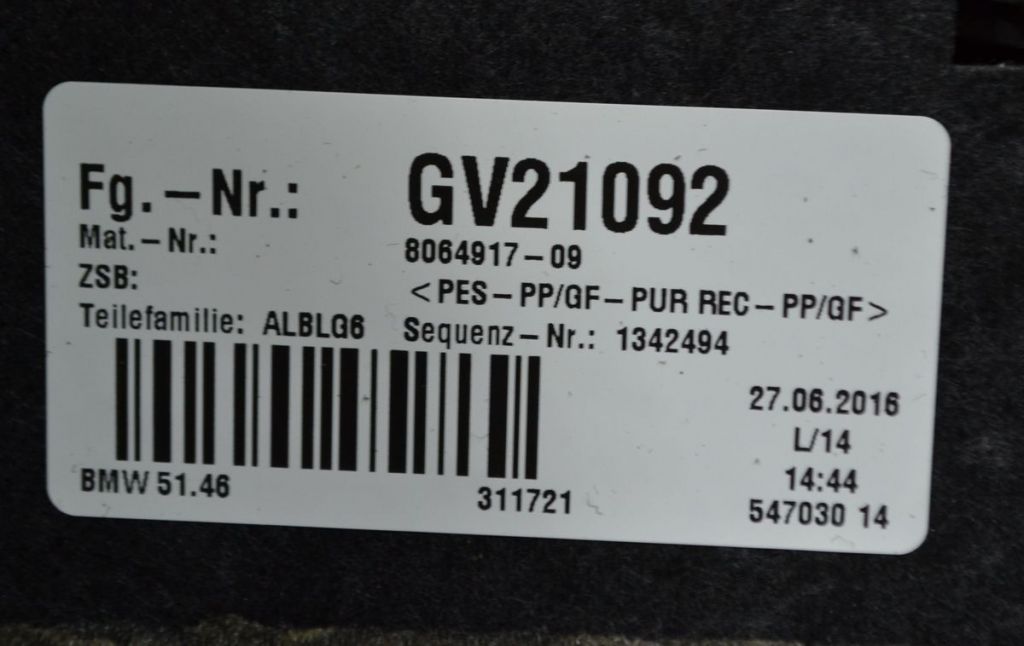 Fg.-Nr.: GV21092
Mat.-Nr.: 8064917-09
ZSB: <PES-PP/GF-PUR REC-PP/GF>
Teilefamilie: ALBLG6 Sequenz-Nr.: 1342494
27.06.2016
L/14
14:44
BMW 51.46 311721 547030 14